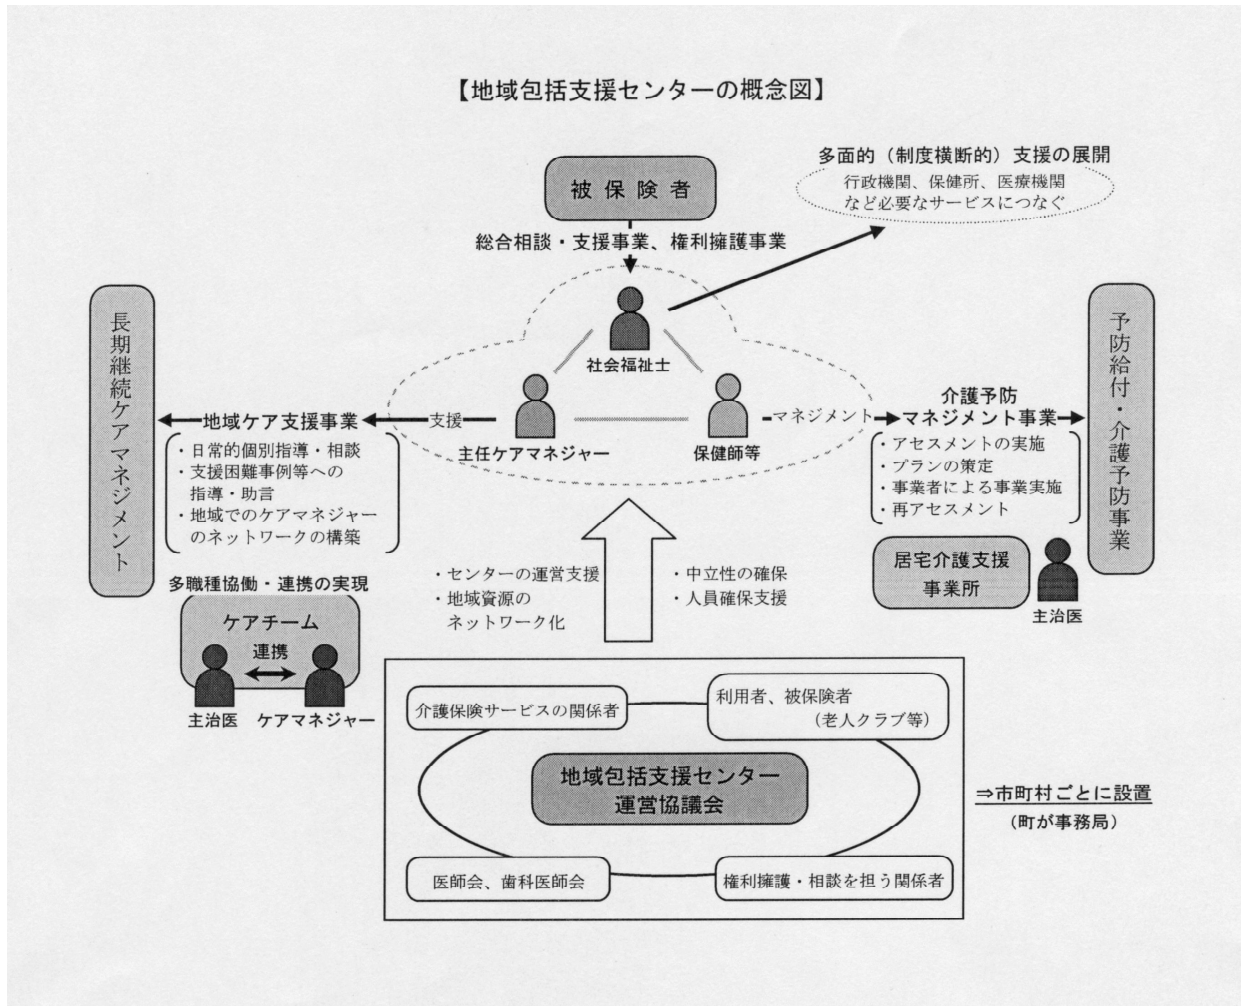 【地域包括支援センターの概念図】
多面的（制度横断的）支援の展開
行政機関、保健所、医療機関
など必要なサービスにつなぐ
被保険者
総合相談・支援事業、権利擁護事業
社会福祉士
主任ケアマネジャー
保健師等
長期継続ケアマネジメント
地域ケア支援事業
支援
・日常的個別指導・相談
・支援困難事例等への
指導・助言
・地域でのケアマネジャー
のネットワークの構築
マネジメント
介護予防
マネジメント事業
・アセスメントの実施
・プランの策定
・事業者による事業実施
・再アセスメント
予防給付・介護予防事業
居宅介護支援
事業所
主治医
多職種協働・連携の実現
ケアチーム
連携
主治医
ケアマネジャー
・センターの運営支援
・地域資源の
ネットワーク化
・中立性の確保
・人員確保支援
介護保険サービスの関係者
利用者、被保険者
（老人クラブ等）
地域包括支援センター
運営協議会
医師会、歯科医師会
権利擁護・相談を担う関係者
⇒市町村ごとに設置
（町が事務局）